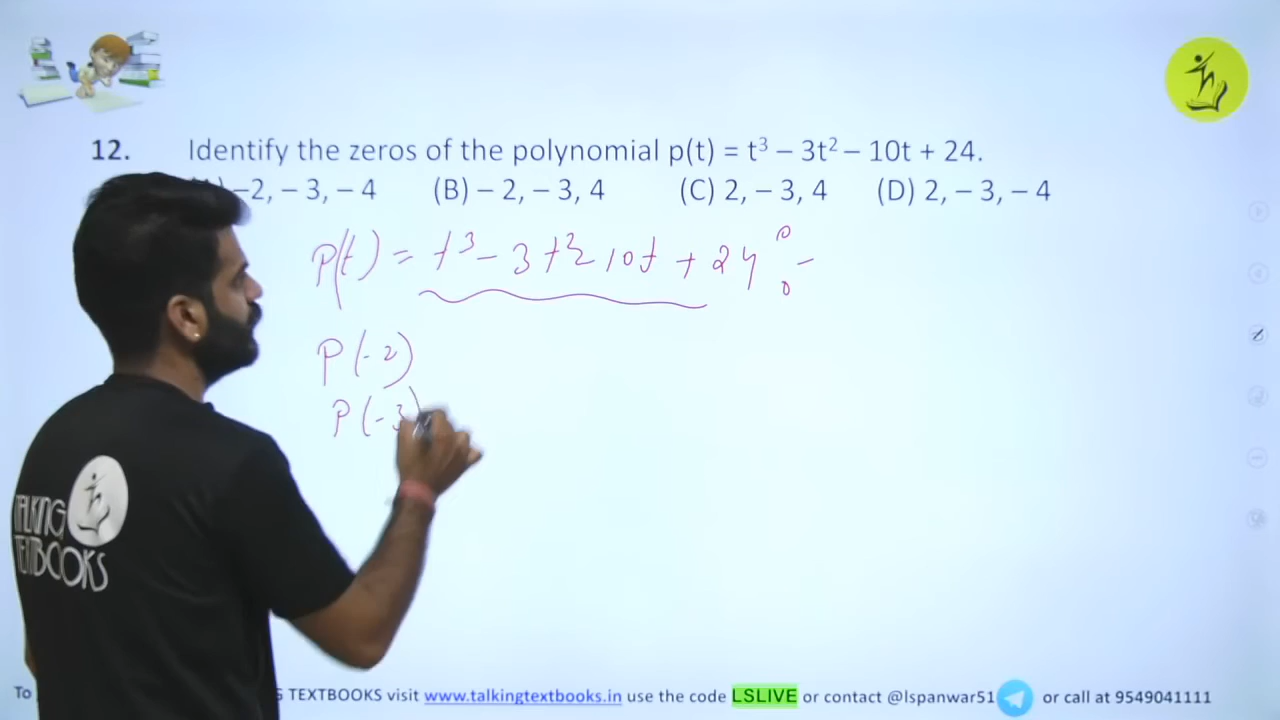 12. Identify the zeros of the polynomial p(t) = t³ – 3t² – 10t + 24.
–2, – 3, – 4 (B) – 2, – 3, 4 (C) 2, – 3, 4 (D) 2, – 3, – 4
P(t) = t³ – 3t² 10t + 24
P(-2)
P(-3)
TALKING
TEXTBOOKS
To TEXTBOOKS visit www.talkingtextbooks.in use the code LSLIVE or contact @lspanwar51 or call at 9549041111